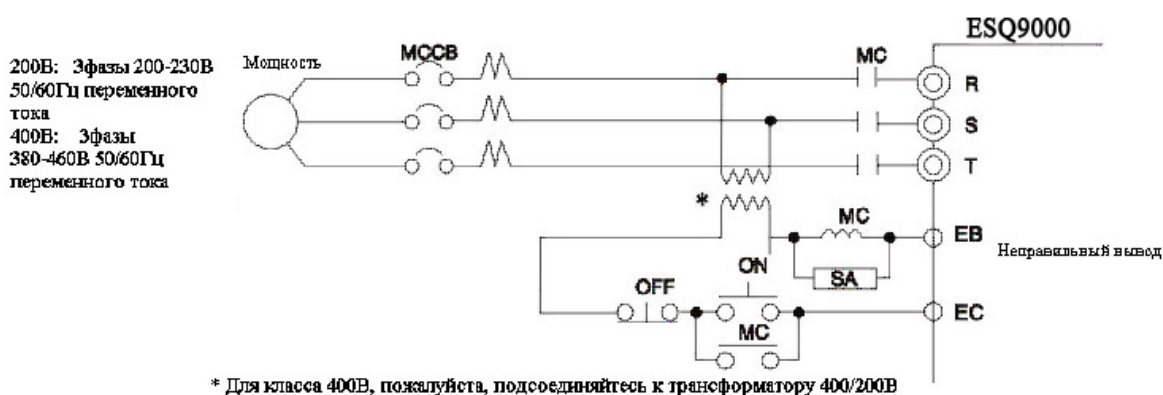 ESQ9000
200В: 3фазы 200-230В
50/60Гц переменного
тока
400В: 3фазы
380-460В 50/60Гц
переменного тока
Мощность
MCCB
MC
R
S
T
*
MC
EB
Неправильный вывод
SA
ON
OFF
EC
MC
* Для класса 400В, пожалуйста, подсоединяйтесь к трансформатору 400/200В